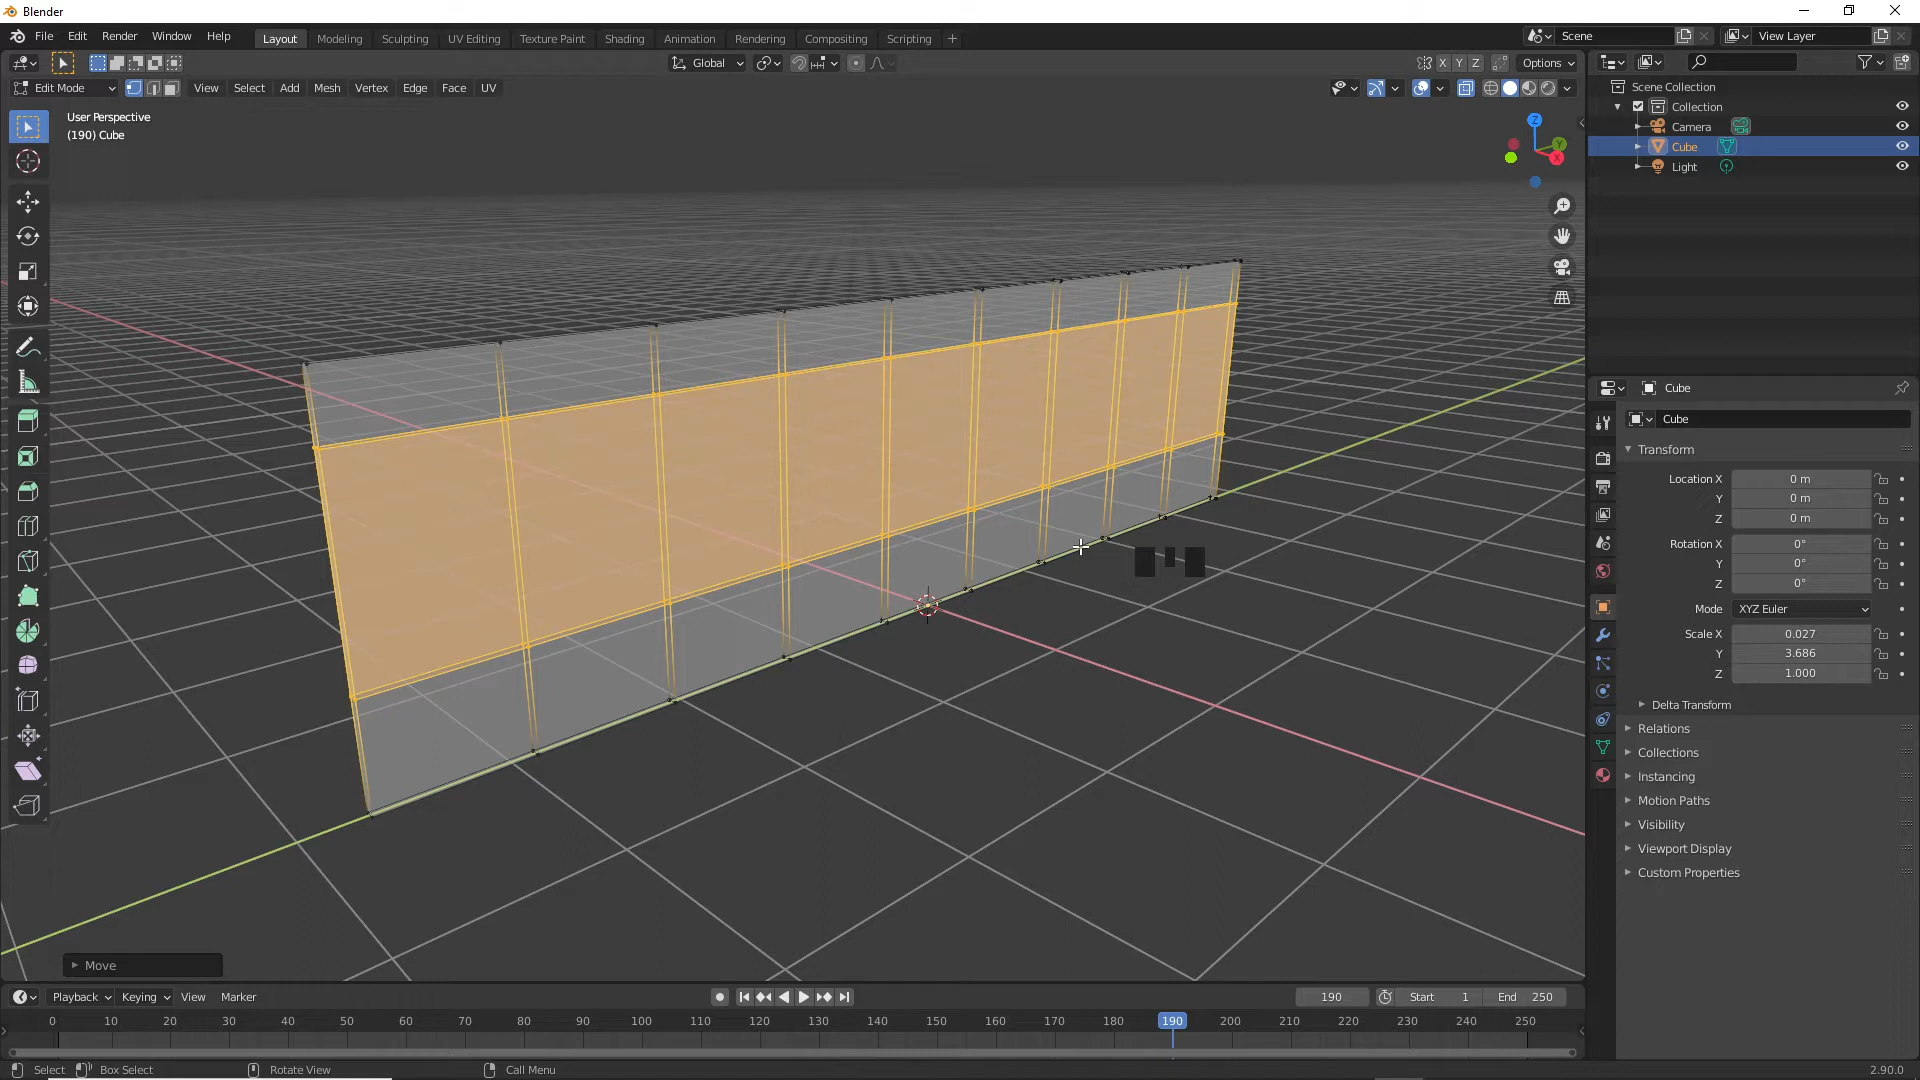 Blender
File Edit Render Window Help
Layout Modeling Sculpting UV Editing Texture Paint Shading Animation Rendering Compositing Scripting
Scene
View Layer
Global
X Y Z
Options
Edit Mode
View Select Add Mesh Vertex Edge Face UV
User Perspective
(190) Cube
Z
Y
X
Scene Collection
Collection
Camera
Cube
Light
Cube
Cube
Transform
Location X 0 m
Y 0 m
Z 0 m
Rotation X 0°
Y 0°
Z 0°
Mode XYZ Euler
Scale X 0.027
Y 3.686
Z 1.000
Delta Transform
Relations
Collections
Instancing
Motion Paths
Visibility
Viewport Display
Custom Properties
Move
Playback Keying View Marker
190 Start 1 End 250
0 10 20 30 40 50 60 70 80 90 100 110 120 130 140 150 160 170 180 190 200 210 220 230 240 250
Select Box Select Rotate View Call Menu 2.90.0